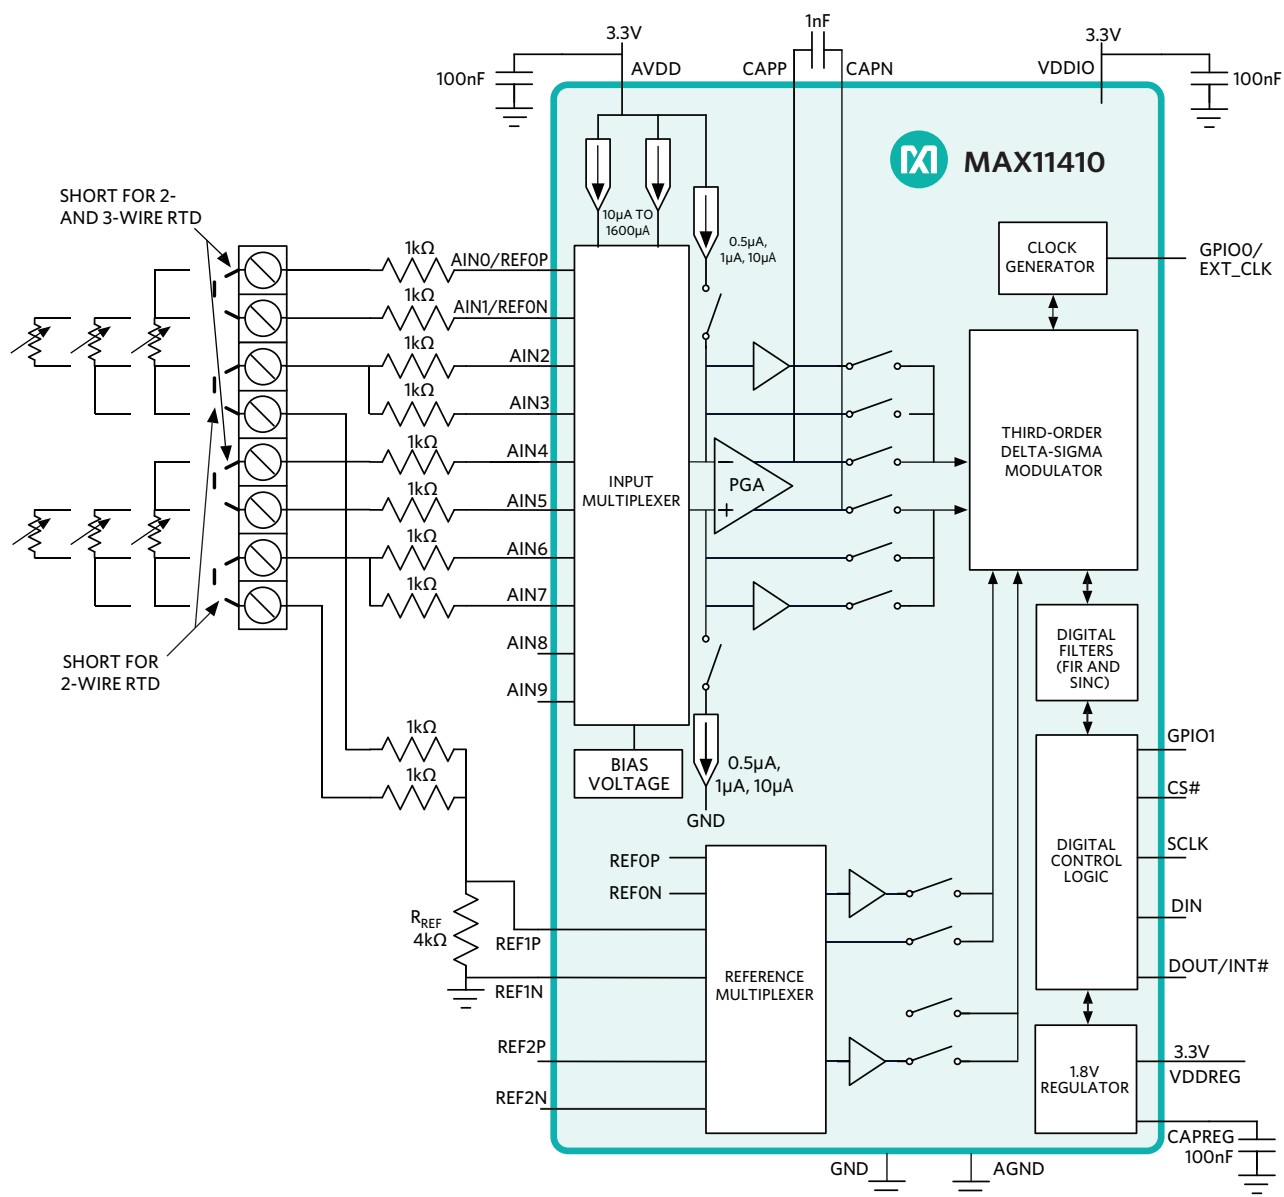 1nF
3.3V
3.3V
AVDD
CAPP
CAPN
VDDIO
100nF
100nF
MAX11410
SHORT FOR 2-
AND 3-WIRE RTD
10µA TO
1600µA
0.5µA,
1µA, 10µA
CLOCK
GENERATOR
GPIO0/
EXT_CLK
1kΩ
AIN0/REF0P
1kΩ
AIN1/REF0N
1kΩ
AIN2
1kΩ
AIN3
1kΩ
AIN4
1kΩ
AIN5
1kΩ
AIN6
1kΩ
AIN7
AIN8
AIN9
INPUT
MULTIPLEXER
PGA
THIRD-ORDER
DELTA-SIGMA
MODULATOR
SHORT FOR
2-WIRE RTD
DIGITAL
FILTERS
(FIR AND
SINC)
1kΩ
1kΩ
BIAS
VOLTAGE
0.5µA,
1µA, 10µA
GND
GPIO1
CS#
SCLK
DIN
DOUT/INT#
DIGITAL
CONTROL
LOGIC
REF0P
REF0N
RREF
4kΩ
REF1P
REF1N
REF2P
REF2N
REFERENCE
MULTIPLEXER
1.8V
REGULATOR
3.3V
VDDREG
CAPREG
100nF
GND
AGND